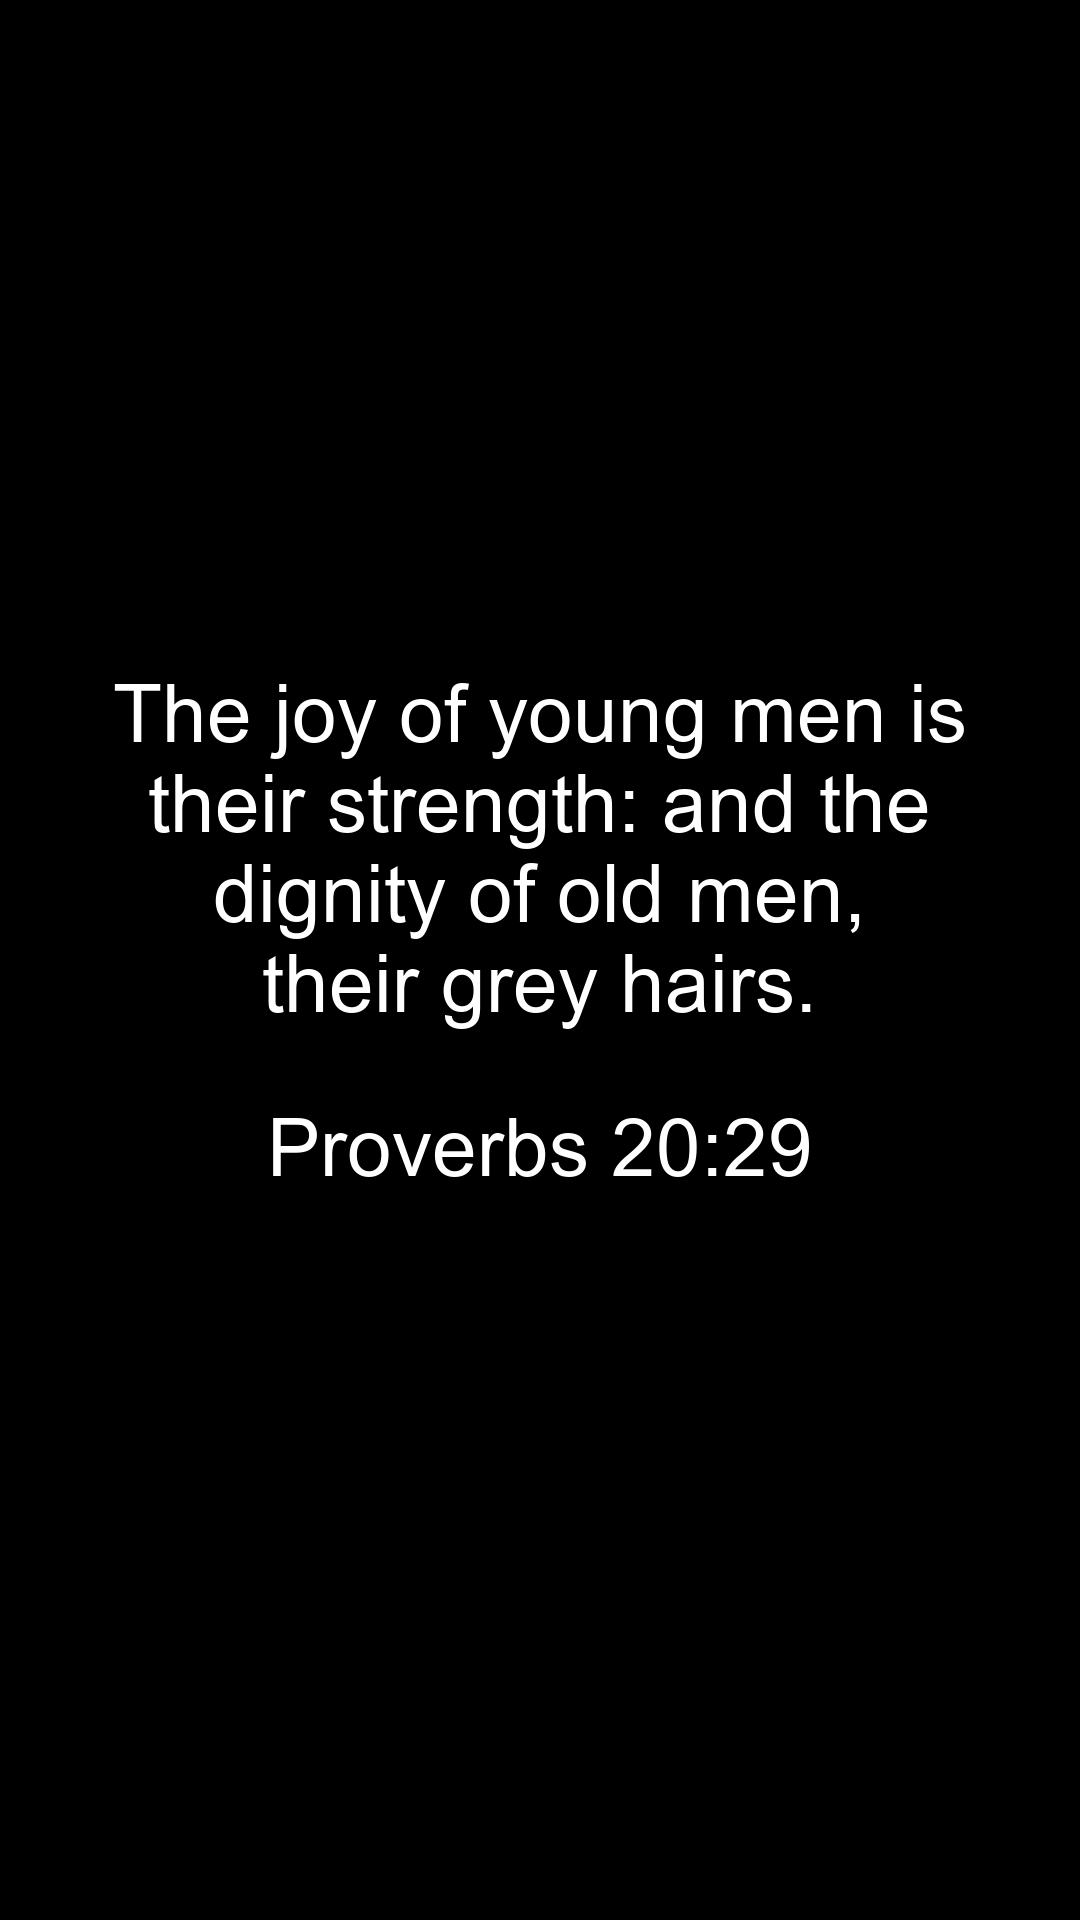 The joy of young men is
their strength: and the
dignity of old men,
their grey hairs.
Proverbs 20:29